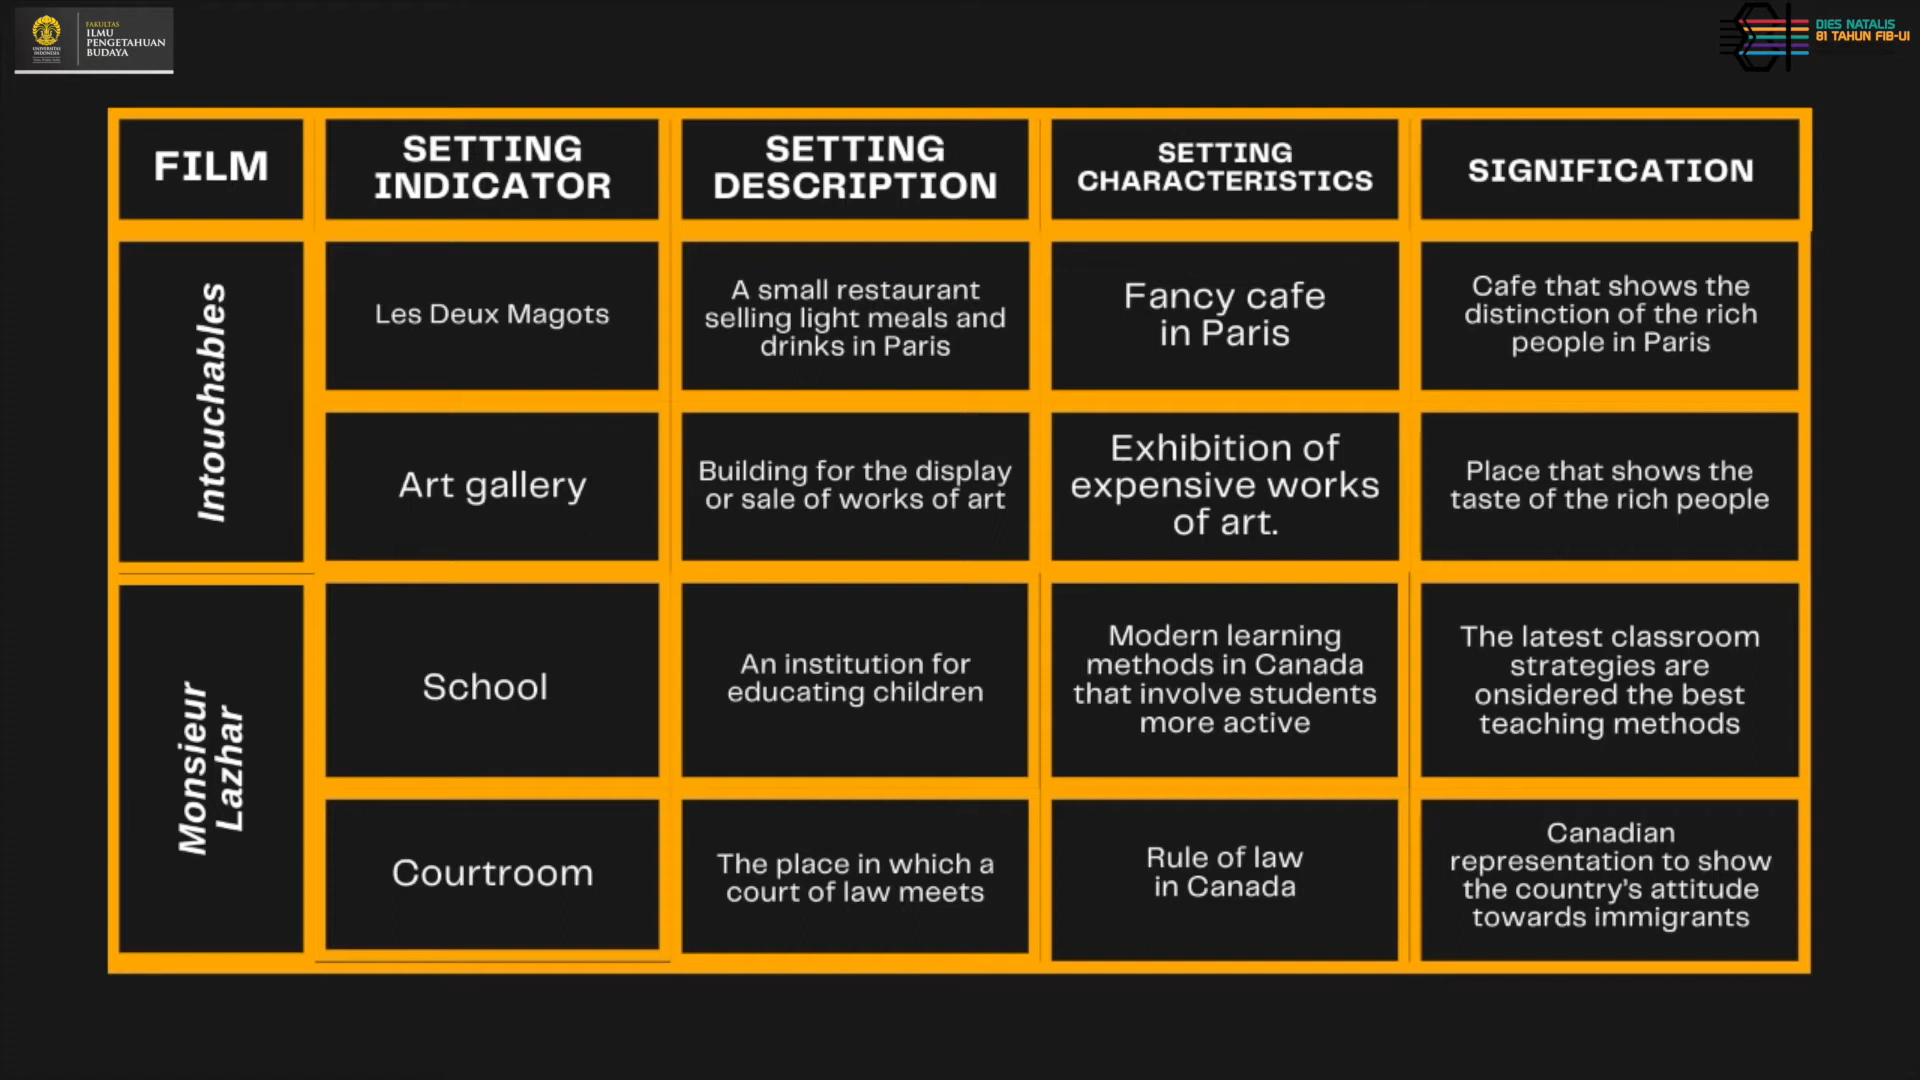 FAKULTAS
ILMU
PENGETAHUAN
BUDAYA
UNIVERSITAS
INDONESIA
DIES NATALIS
81 TAHUN FIB-UI
FILM
SETTING
INDICATOR
SETTING
DESCRIPTION
SETTING
CHARACTERISTICS
SIGNIFICATION
Intouchables
Les Deux Magots
A small restaurant
selling light meals and
drinks in Paris
Fancy cafe
in Paris
Cafe that shows the
distinction of the rich
people in Paris
Art gallery
Building for the display
or sale of works of art
Exhibition of
expensive works
of art.
Place that shows the
taste of the rich people
Monsieur
Lazhar
School
An institution for
educating children
Modern learning
methods in Canada
that involve students
more active
The latest classroom
strategies are
onsidered the best
teaching methods
Courtroom
The place in which a
court of law meets
Rule of law
in Canada
Canadian
representation to show
the country's attitude
towards immigrants